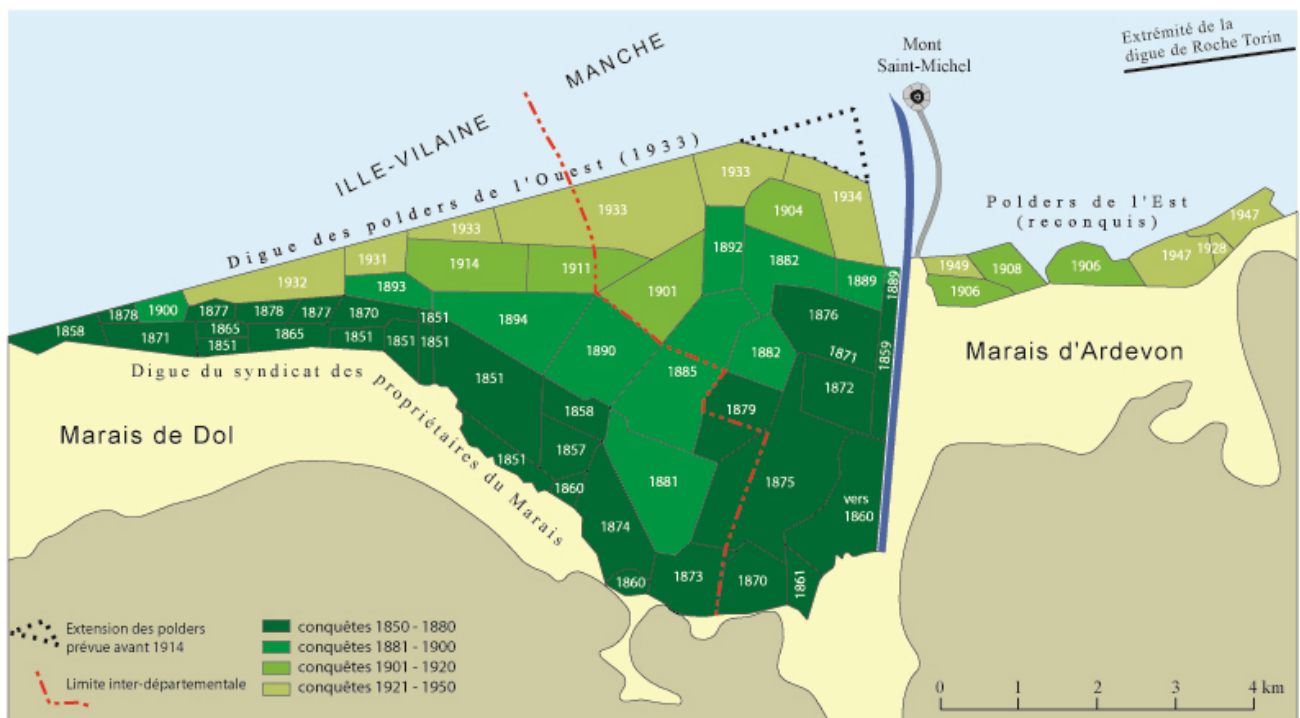 Extrémité de la
digue de Roche Torin
Mont
Saint-Michel
MANCHE
ILLE-VILAINE
Digue des polders de l'Ouest (1933)
Polders de l'Est
(reconquis)
1933
1934
1904
1933
1933
1892
1882
1889
1889
1931
1914
1911
1901
1932
1893
1894
1900
1878
1858
1871
1877
1878
1877
1870
1865
1865
1851
1851
1851
1851
1851
1851
1851
1890
1885
1882
1876
1871
1859
1872
1879
1858
1857
1860
1881
1875
vers
1860
1874
1860
1873
1870
1861
1949
1908
1906
1906
1947
1928
1947
Digue du syndicat des propriétaires du Marais
Marais de Dol
Marais d'Ardevon
Extension des polders
prévue avant 1914
Limite inter-départementale
conquêtes 1850 - 1880
conquêtes 1881 - 1900
conquêtes 1901 - 1920
conquêtes 1921 - 1950
0 1 2 3 4 km